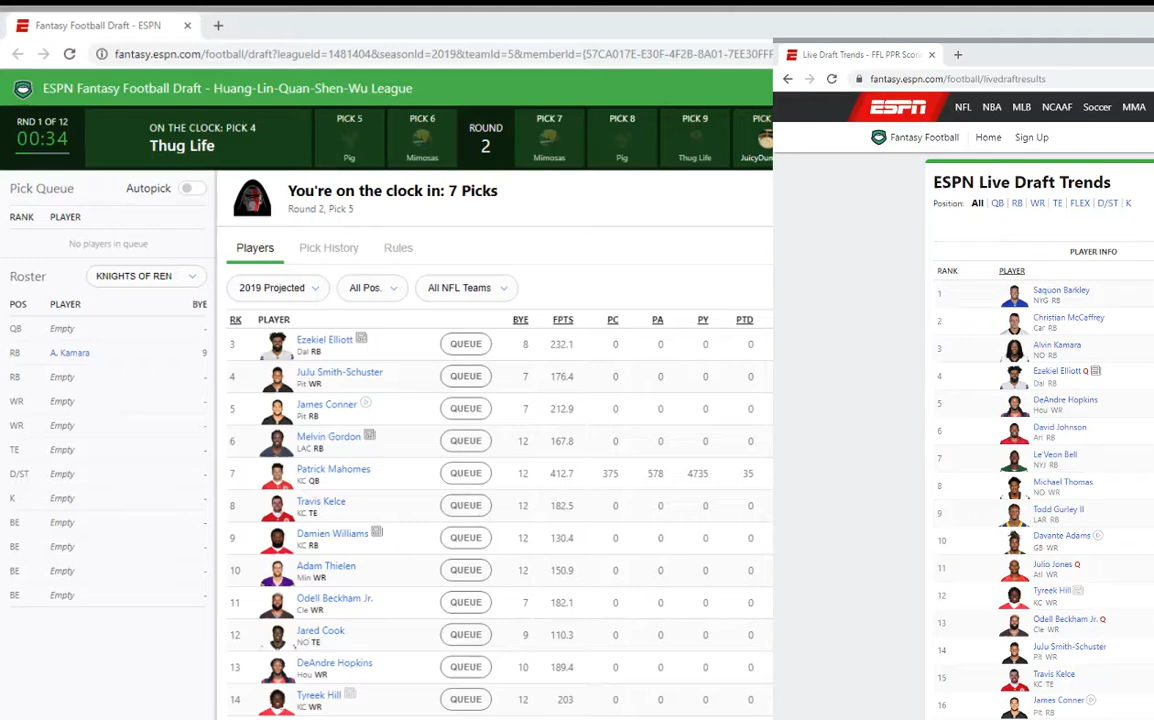 Fantasy Football Draft - ESPN
fantasy.espn.com/football/draft?leagueId=1481404&seasonId=2019&teamId=5&memberId={57CA017E-E30F-4F2B-8A01-7EE30FFF
ESPN Fantasy Football Draft - Huang-Lin-Quan-Shen-Wu League
RND 1 OF 12
00:34
ON THE CLOCK: PICK 4
Thug Life
PICK 5
Pig
PICK 6
Mimosas
ROUND
2
PICK 7
Mimosas
PICK 8
Pig
PICK 9
Thug Life
PICK
JuicyDun
Pick Queue
Autopick
RANK PLAYER
No players in queue
Roster
KNIGHTS OF REN
POS PLAYER BYE
QB Empty -
RB A. Kamara 9
RB Empty -
WR Empty -
WR Empty -
TE Empty -
D/ST Empty -
K Empty -
BE Empty -
BE Empty -
BE Empty -
BE Empty -
You're on the clock in: 7 Picks
Round 2, Pick 5
Players Pick History Rules
2019 Projected All Pos. All NFL Teams
RK PLAYER BYE FPTS PC PA PY PTD
3 Ezekiel Elliott QUEUE 8 232.1 0 0 0 0
Dal RB
4 JuJu Smith-Schuster QUEUE 7 176.4 0 0 0 0
Pit WR
5 James Conner QUEUE 7 212.9 0 0 0 0
Pit RB
6 Melvin Gordon QUEUE 12 167.8 0 0 0 0
LAC RB
7 Patrick Mahomes QUEUE 12 412.7 375 578 4735 35
KC QB
8 Travis Kelce QUEUE 12 182.5 0 0 0 0
KC TE
9 Damien Williams QUEUE 12 130.4 0 0 0 0
KC RB
10 Adam Thielen QUEUE 12 150.9 0 0 0 0
Min WR
11 Odell Beckham Jr. QUEUE 7 182.1 0 0 0 0
Cle WR
12 Jared Cook QUEUE 9 110.3 0 0 0 0
NO TE
13 DeAndre Hopkins QUEUE 10 189.4 0 0 0 0
Hou WR
14 Tyreek Hill QUEUE 12 203 0 0 0 0
KC WR
Live Draft Trends - FFL PPR Scori
fantasy.espn.com/football/livedraftresults
ESPN NFL NBA MLB NCAAF Soccer MMA
Fantasy Football Home Sign Up
ESPN Live Draft Trends
Position: All | QB | RB | WR | TE | FLEX | D/ST | K
PLAYER INFO
RANK PLAYER
1 Saquon Barkley
NYG RB
2 Christian McCaffrey
Car RB
3 Alvin Kamara
NO RB
4 Ezekiel Elliott Q
Dal RB
5 DeAndre Hopkins
Hou WR
6 David Johnson
Ari RB
7 Le'Veon Bell
NYJ RB
8 Michael Thomas
NO WR
9 Todd Gurley II
LAR RB
10 Davante Adams
GB WR
11 Julio Jones Q
Atl WR
12 Tyreek Hill
KC WR
13 Odell Beckham Jr. Q
Cle WR
14 JuJu Smith-Schuster
Pit WR
15 Travis Kelce
KC TE
16 James Conner
Pit RB